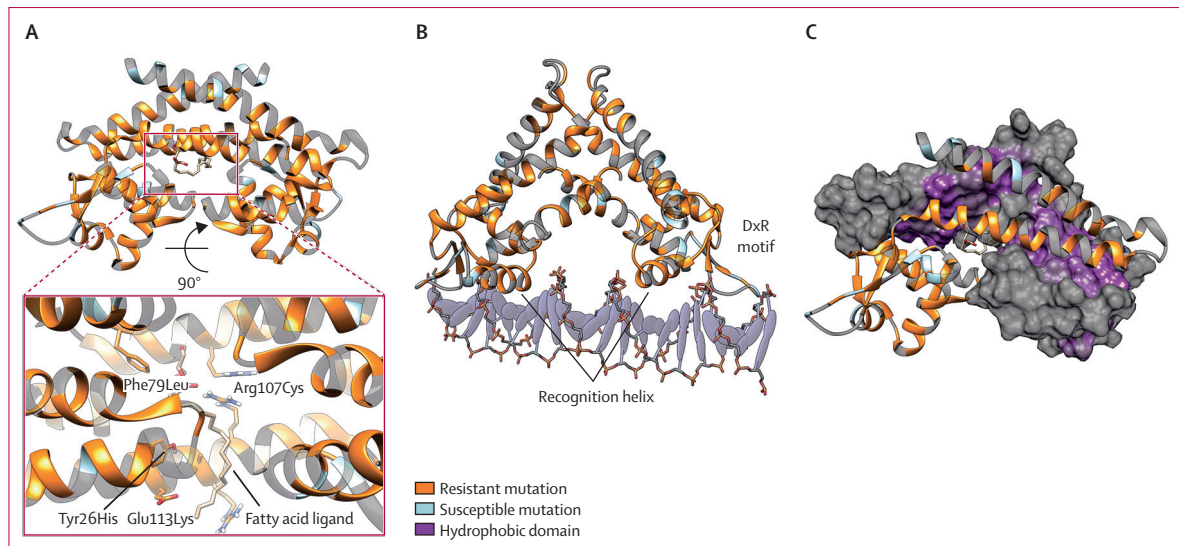 A
B
C
90°
DxR
motif
Phe79Leu
Arg107Cys
Recognition helix
Tyr26His
Glu113Lys
Fatty acid ligand
Resistant mutation
Susceptible mutation
Hydrophobic domain